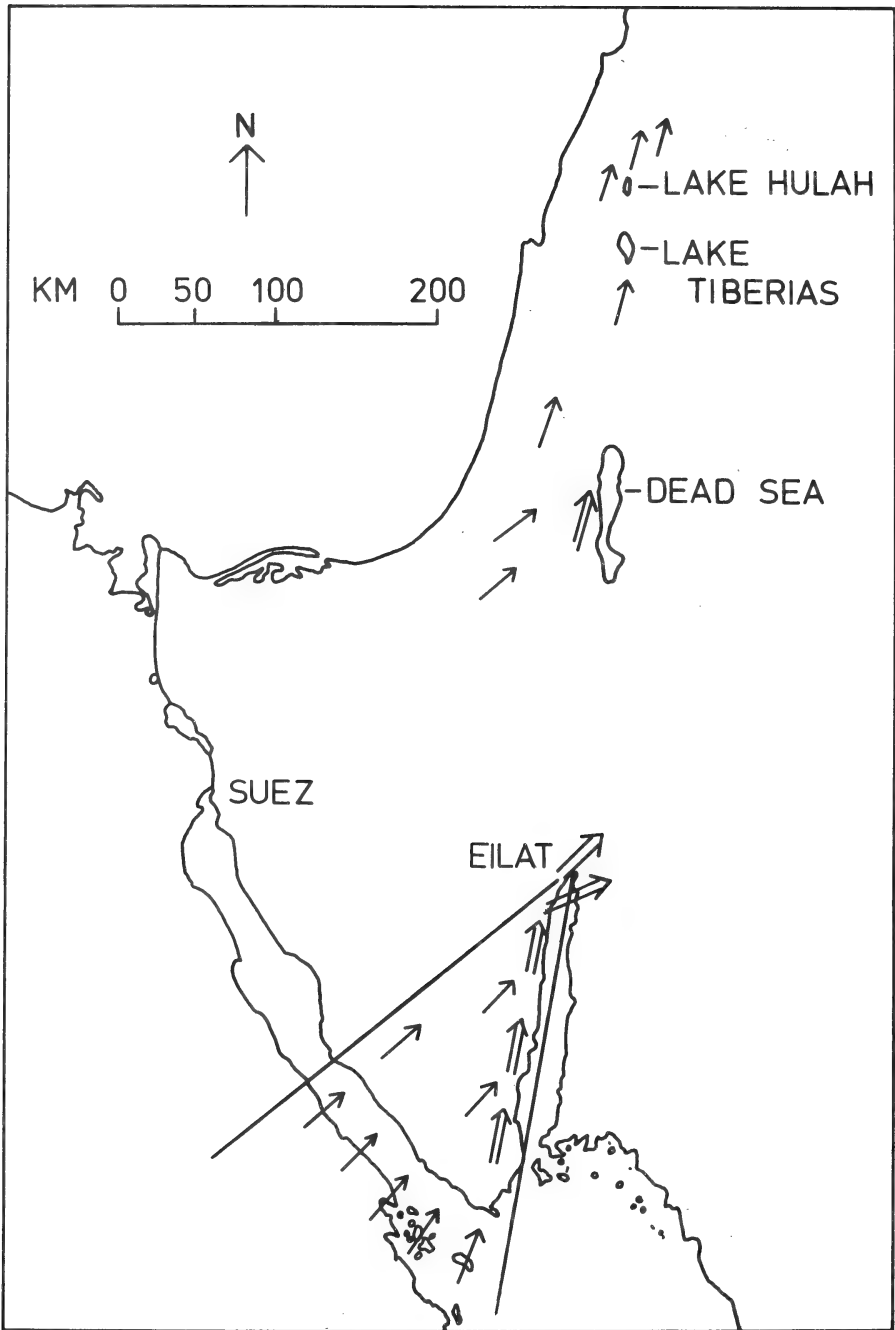 N
LAKE HULAH
LAKE
TIBERIAS
KM 0 50 100 200
DEAD SEA
SUEZ
EILAT